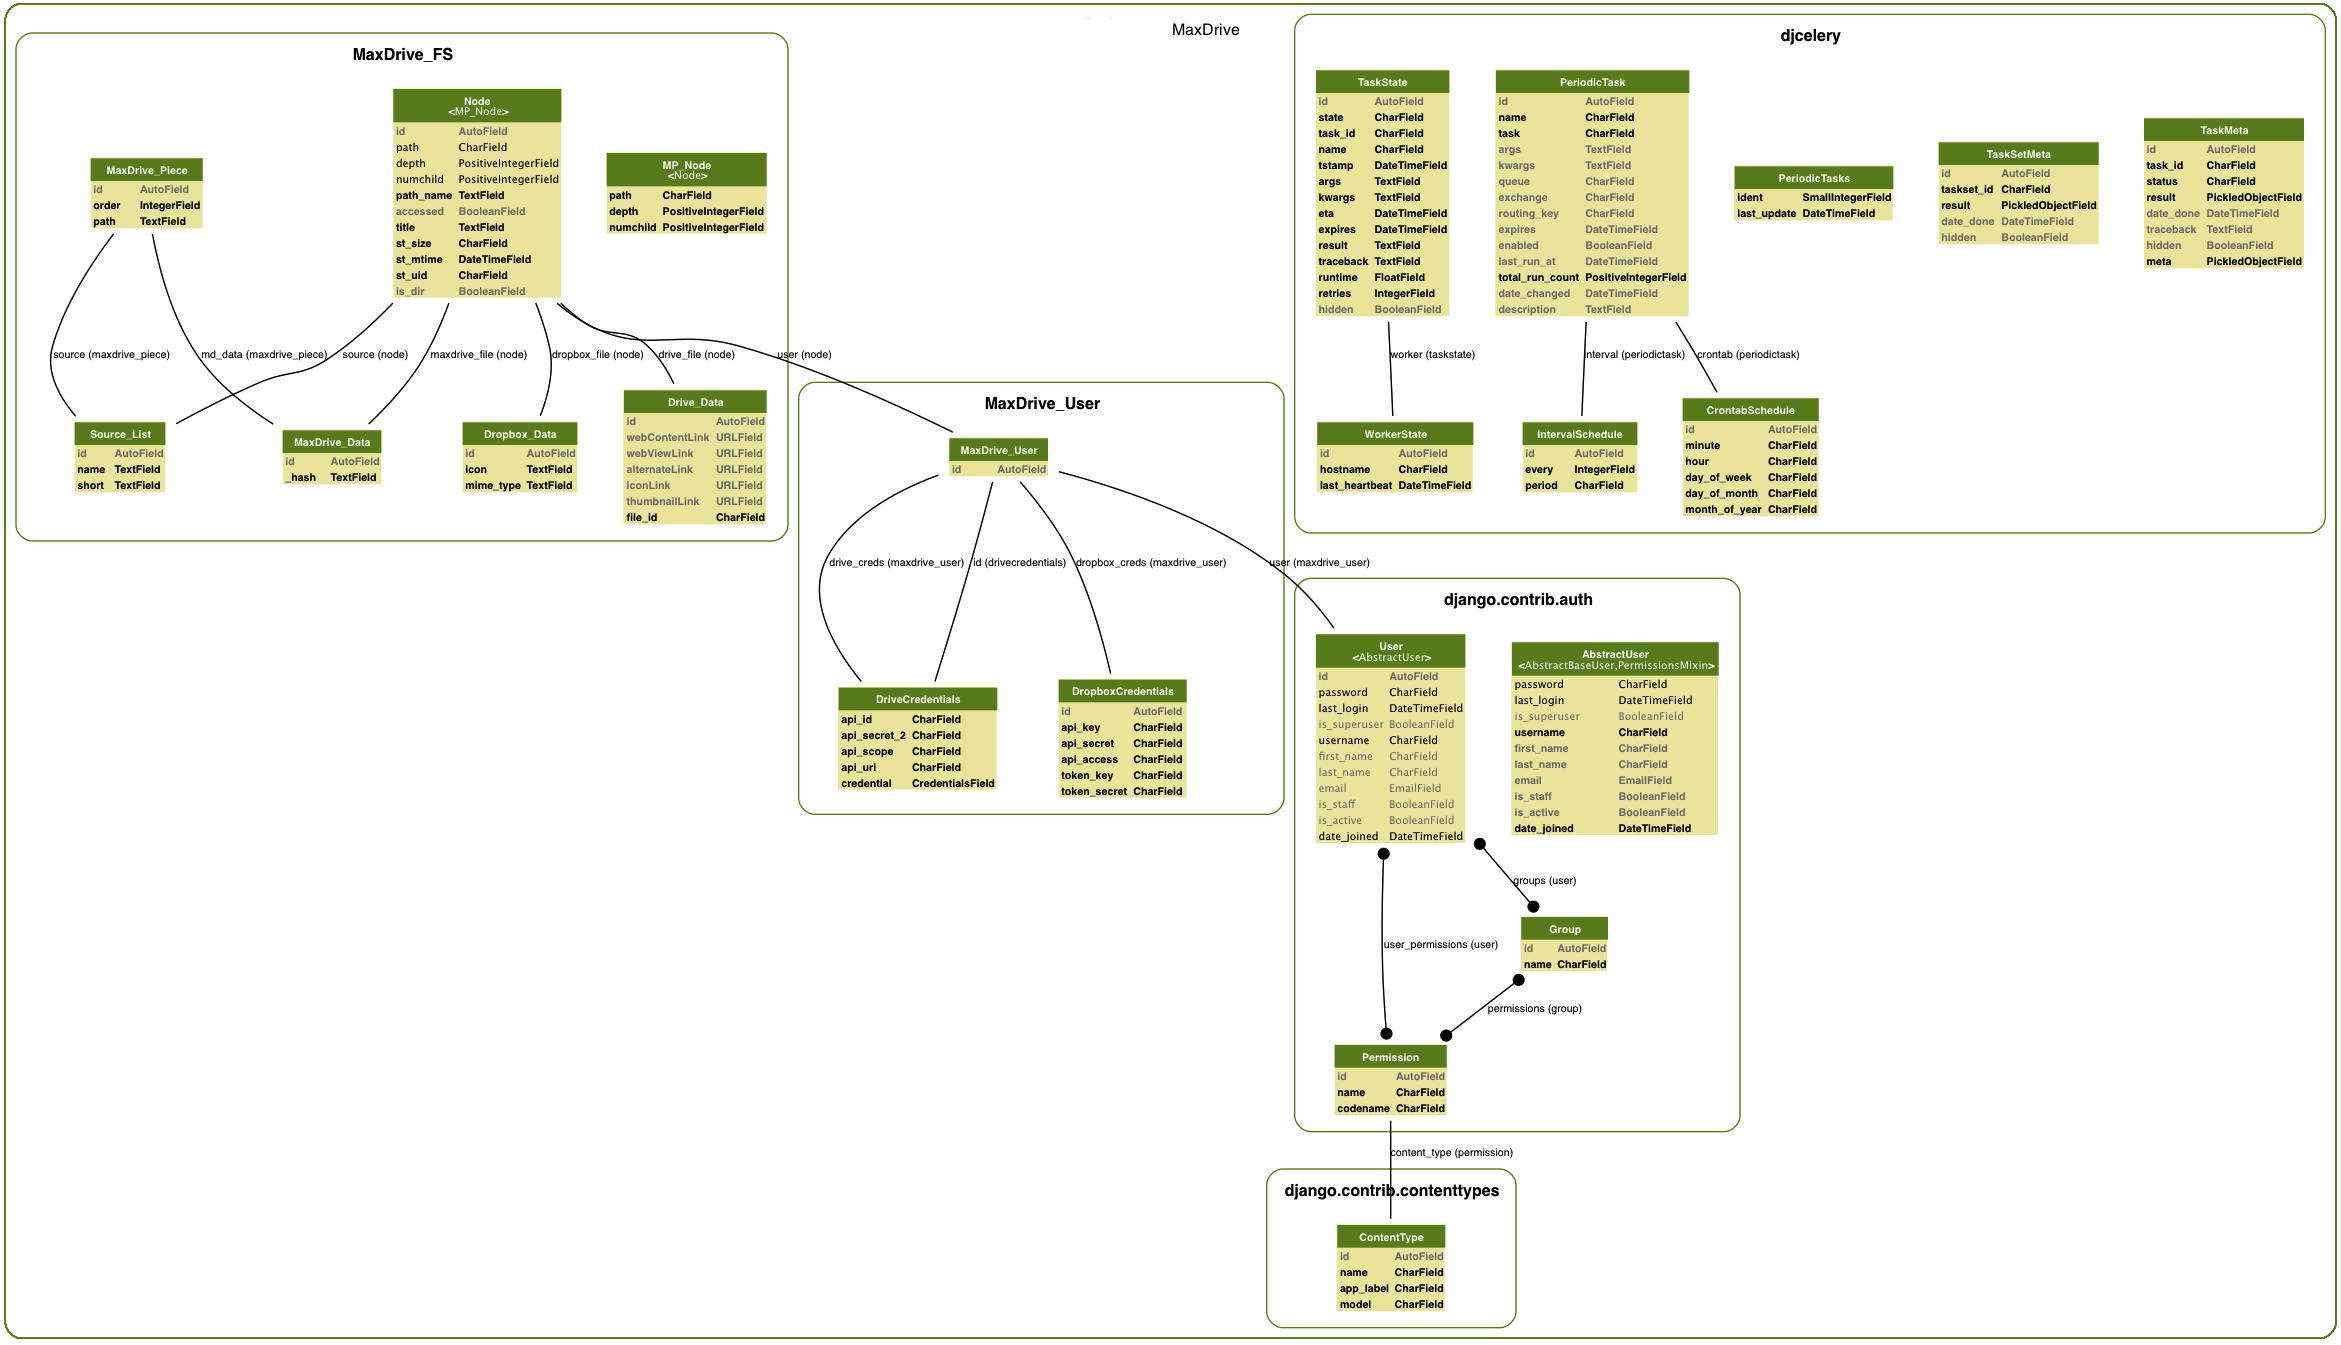 MaxDrive
MaxDrive_FS
Node
<MP_Node>
id AutoField
path CharField
depth PositiveIntegerField
numchild PositiveIntegerField
path_name TextField
accessed BooleanField
title TextField
st_size CharField
st_mtime DateTimeField
st_uid CharField
is_dir BooleanField
MaxDrive_Piece
id AutoField
order IntegerField
path TextField
MP_Node
<Node>
path CharField
depth PositiveIntegerField
numchild PositiveIntegerField
source (maxdrive_piece)
md_data (maxdrive_piece)
source (node)
maxdrive_file (node)
dropbox_file (node)
drive_file (node)
user (node)
Source_List
id AutoField
name TextField
short TextField
MaxDrive_Data
id AutoField
_hash TextField
Dropbox_Data
id AutoField
icon TextField
mime_type TextField
Drive_Data
id AutoField
webContentLink URLField
webViewLink URLField
alternateLink URLField
iconLink URLField
thumbnailLink URLField
file_id CharField
MaxDrive_User
MaxDrive_User
id AutoField
drive_creds (maxdrive_user)
id (drivecredentials)
dropbox_creds (maxdrive_user)
user (maxdrive_user)
DriveCredentials
api_id CharField
api_secret_2 CharField
api_scope CharField
api_uri CharField
credential CredentialsField
DropboxCredentials
id AutoField
api_key CharField
api_secret CharField
api_access CharField
token_key CharField
token_secret CharField
djcelery
TaskState
id AutoField
state CharField
task_id CharField
name CharField
tstamp DateTimeField
args TextField
kwargs TextField
eta DateTimeField
expires DateTimeField
result TextField
traceback TextField
runtime FloatField
retries IntegerField
hidden BooleanField
PeriodicTask
id AutoField
name CharField
task CharField
args TextField
kwargs TextField
queue CharField
exchange CharField
routing_key CharField
expires DateTimeField
enabled BooleanField
last_run_at DateTimeField
total_run_count PositiveIntegerField
date_changed DateTimeField
description TextField
PeriodicTasks
ident SmallIntegerField
last_update DateTimeField
TaskSetMeta
id AutoField
taskset_id CharField
result PickledObjectField
date_done DateTimeField
hidden BooleanField
TaskMeta
id AutoField
task_id CharField
status CharField
result PickledObjectField
date_done DateTimeField
traceback TextField
hidden BooleanField
meta PickledObjectField
worker (taskstate)
interval (periodictask)
crontab (periodictask)
WorkerState
id AutoField
hostname CharField
last_heartbeat DateTimeField
IntervalSchedule
id AutoField
every IntegerField
period CharField
CrontabSchedule
id AutoField
minute CharField
hour CharField
day_of_week CharField
day_of_month CharField
month_of_year CharField
django.contrib.auth
User
<AbstractUser>
id AutoField
password CharField
last_login DateTimeField
is_superuser BooleanField
username CharField
first_name CharField
last_name CharField
email EmailField
is_staff BooleanField
is_active BooleanField
date_joined DateTimeField
AbstractUser
<AbstractBaseUser,PermissionsMixin>
password CharField
last_login DateTimeField
is_superuser BooleanField
username CharField
first_name CharField
last_name CharField
email EmailField
is_staff BooleanField
is_active BooleanField
date_joined DateTimeField
groups (user)
user_permissions (user)
Group
id AutoField
name CharField
permissions (group)
Permission
id AutoField
name CharField
codename CharField
content_type (permission)
django.contrib.contenttypes
ContentType
id AutoField
name CharField
app_label CharField
model CharField